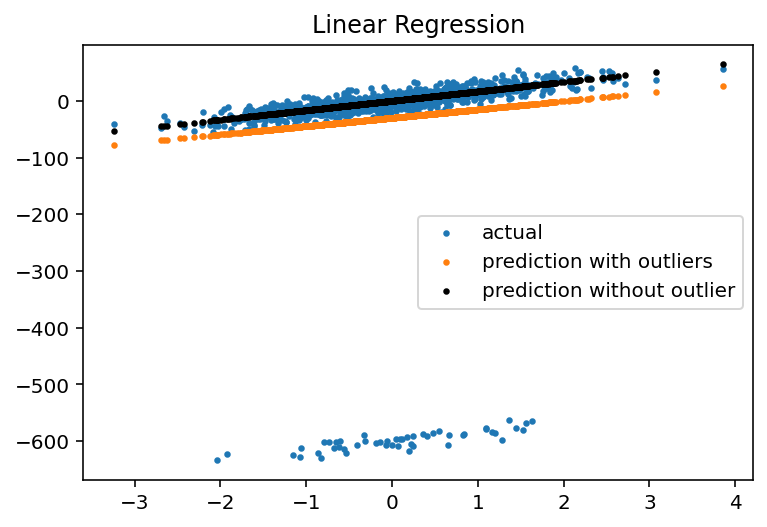 Linear Regression
0
−100
−200
−300
−400
−500
−600
actual
prediction with outliers
prediction without outlier
−3 −2 −1 0 1 2 3 4